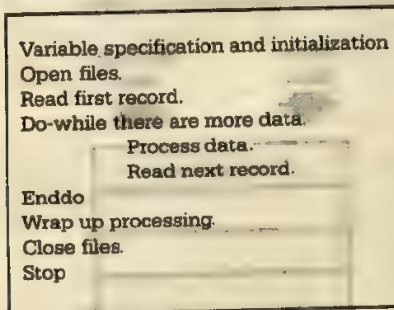 Variable specification and initialization
Open files.
Read first record.
Do-while there are more data.
Process data.
Read next record.
Enddo
Wrap up processing.
Close files.
Stop